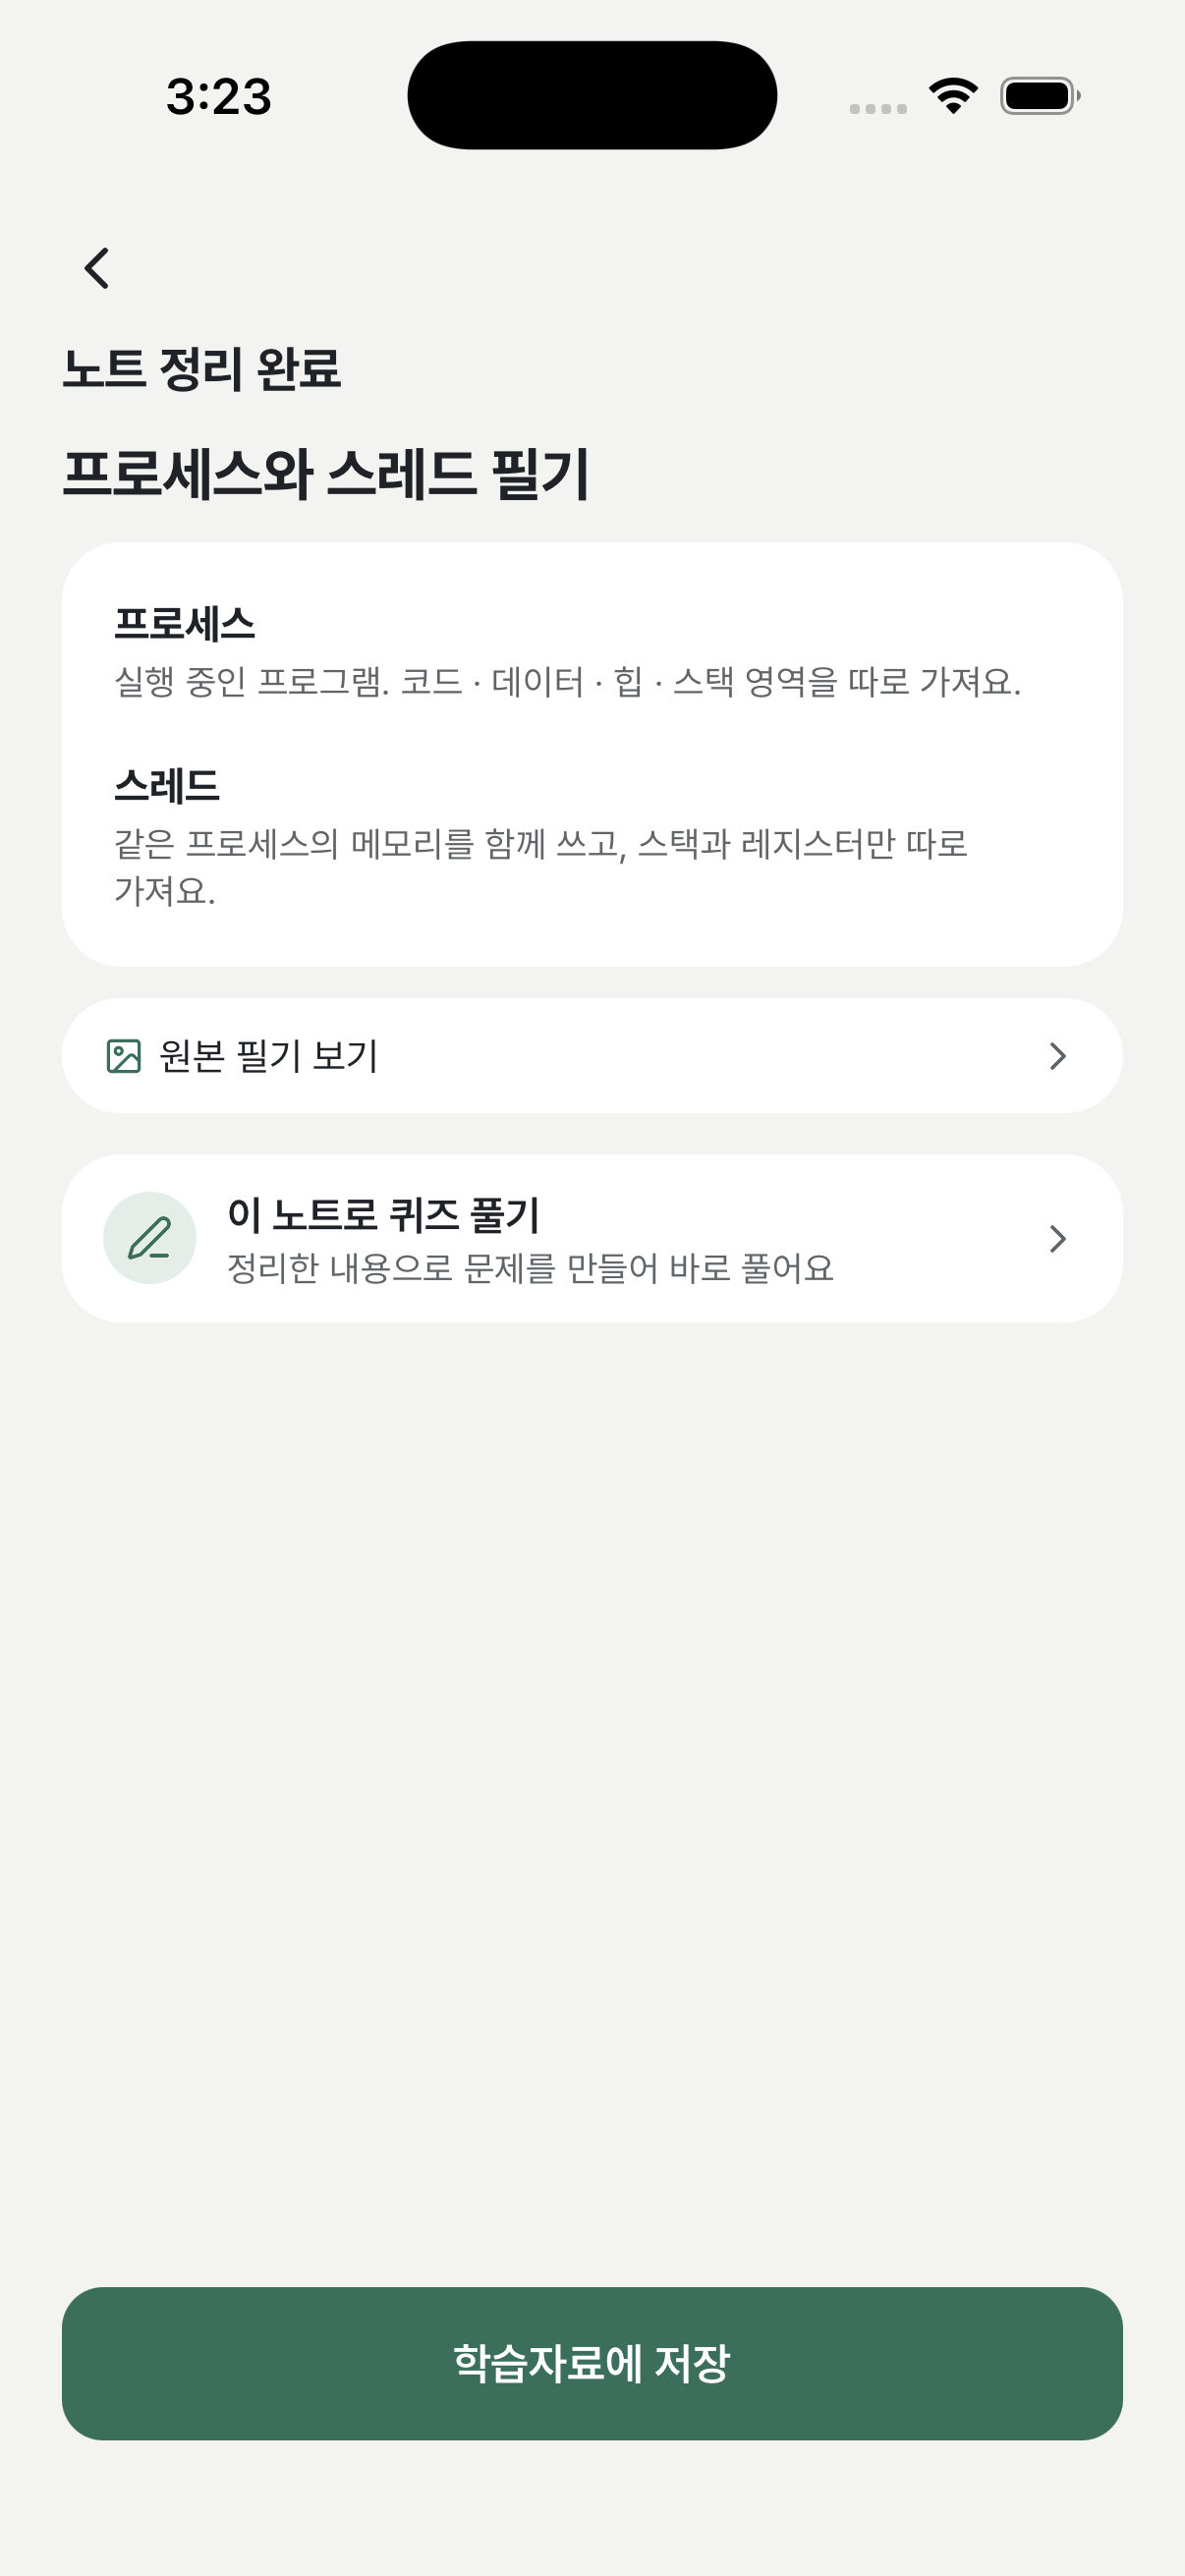 3:23
노트 정리 완료
프로세스와 스레드 필기
프로세스
실행 중인 프로그램. 코드 · 데이터 · 힙 · 스택 영역을 따로 가져요.
스레드
같은 프로세스의 메모리를 함께 쓰고, 스택과 레지스터만 따로
가져요.
원본 필기 보기
이 노트로 퀴즈 풀기
정리한 내용으로 문제를 만들어 바로 풀어요
학습자료에 저장